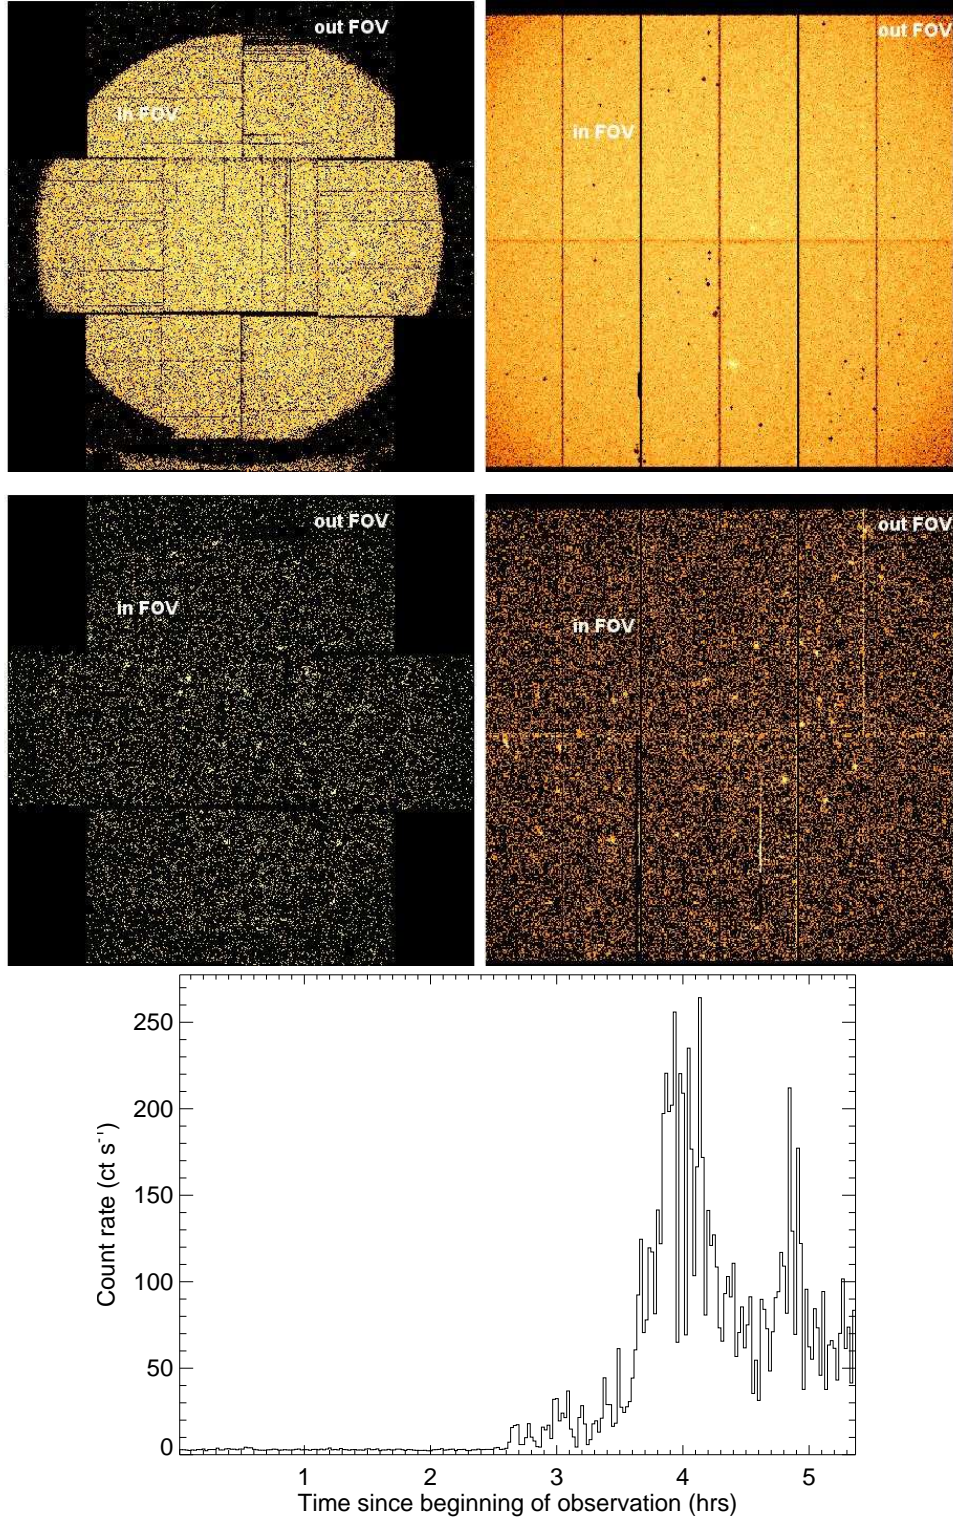 out FOV
in FOV
out FOV
in FOV
out FOV
in FOV
out FOV
in FOV
250
200
150
100
50
0
Count rate (ct s⁻¹)
1 2 3 4 5
Time since beginning of observation (hrs)